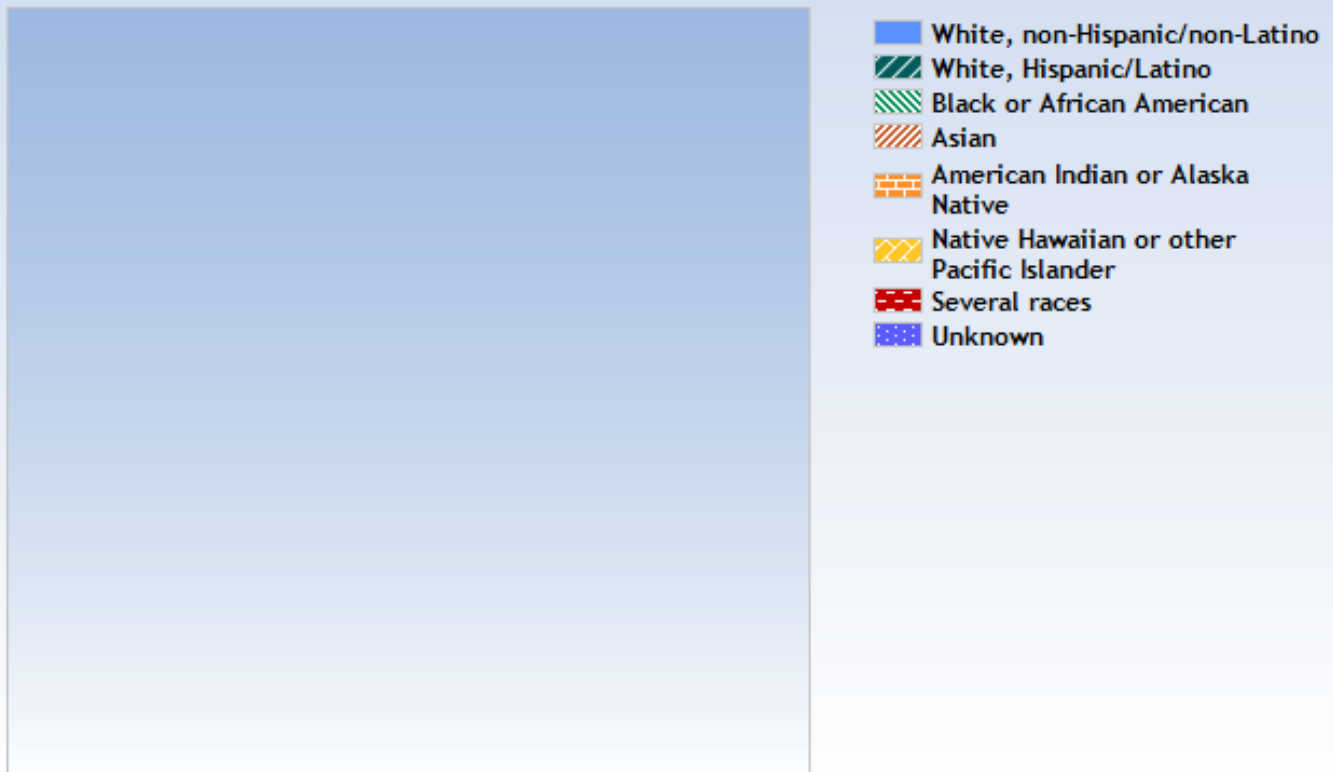 White, non-Hispanic/non-Latino
White, Hispanic/Latino
Black or African American
Asian
American Indian or Alaska
Native
Native Hawaiian or other
Pacific Islander
Several races
Unknown